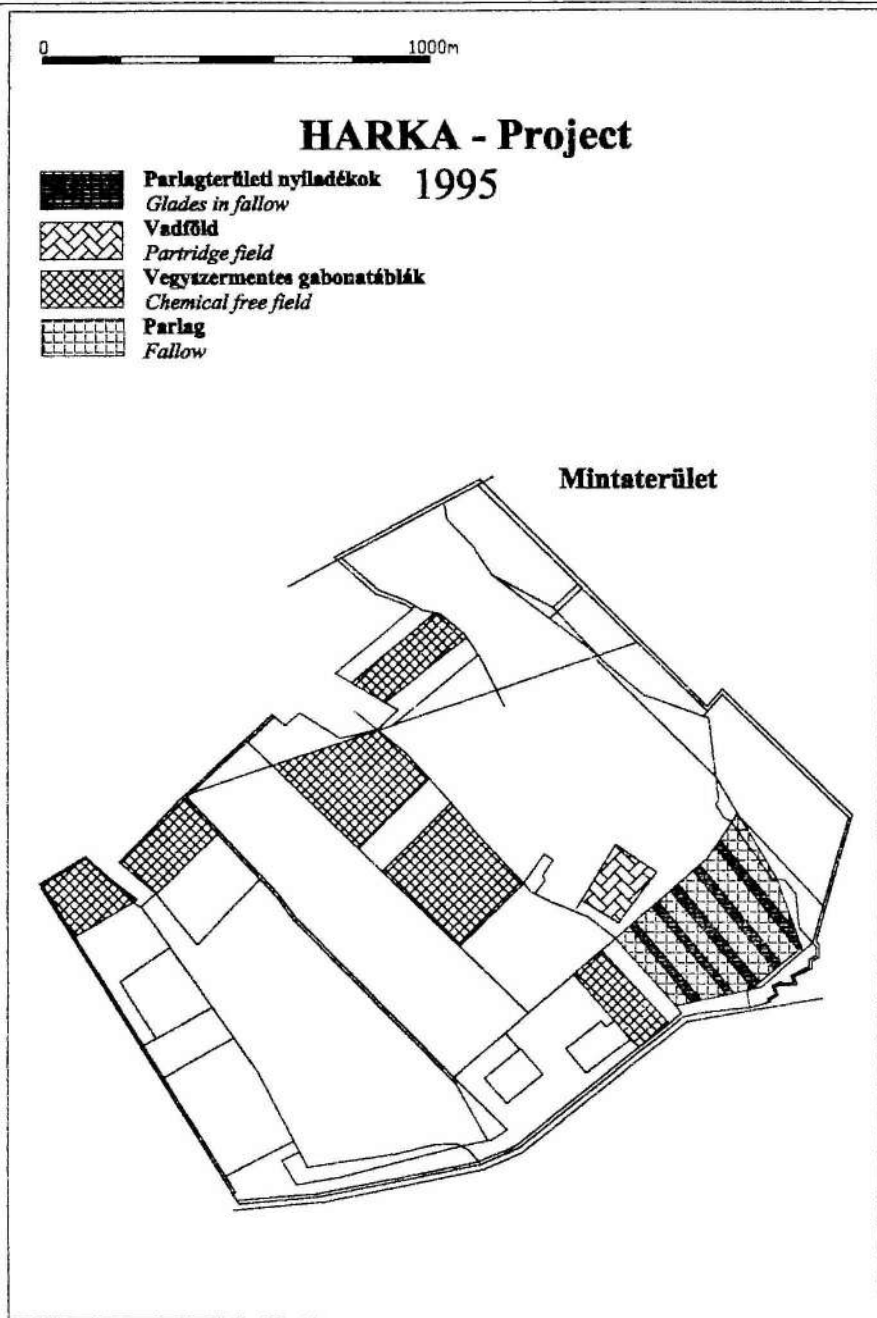 0 1000m
HARKA - Project
1995
Parlagterületi nyiladékok
Glades in fallow
Vadföld
Partridge field
Vegyszermentes gabonatáblák
Chemical free field
Parlag
Fallow
Mintaterület